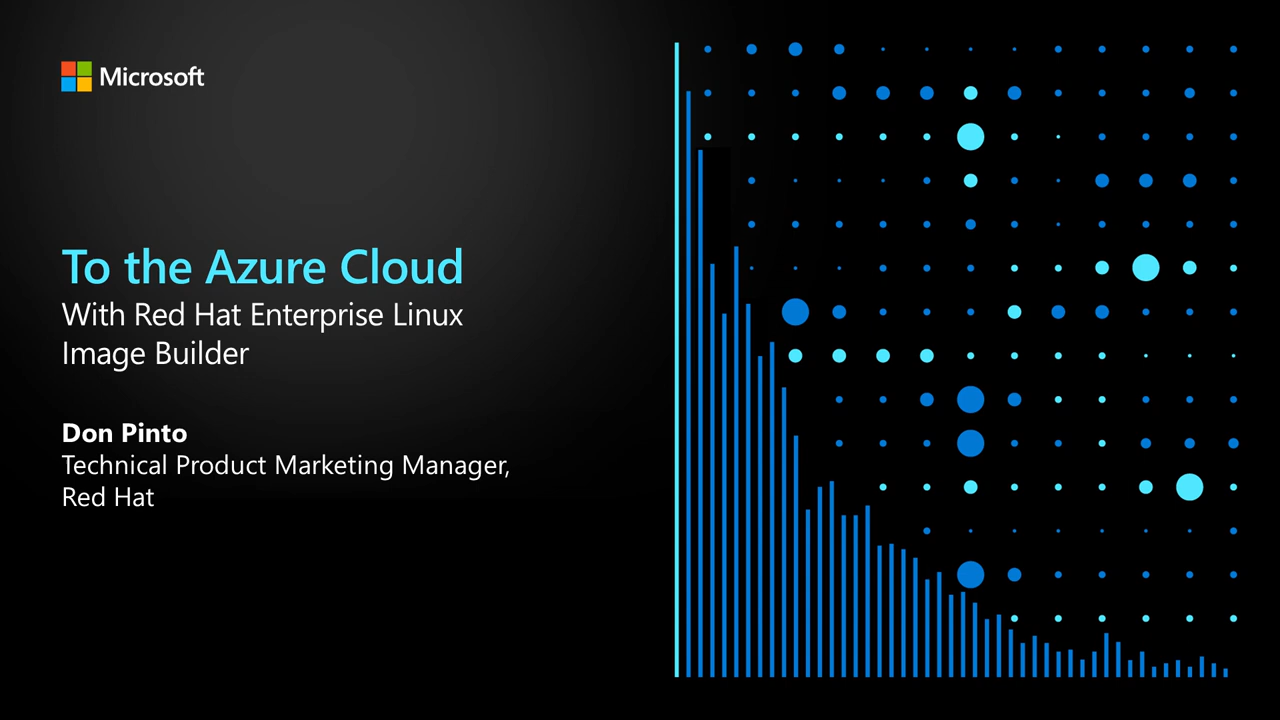 Microsoft
To the Azure Cloud
With Red Hat Enterprise Linux
Image Builder
Don Pinto
Technical Product Marketing Manager,
Red Hat